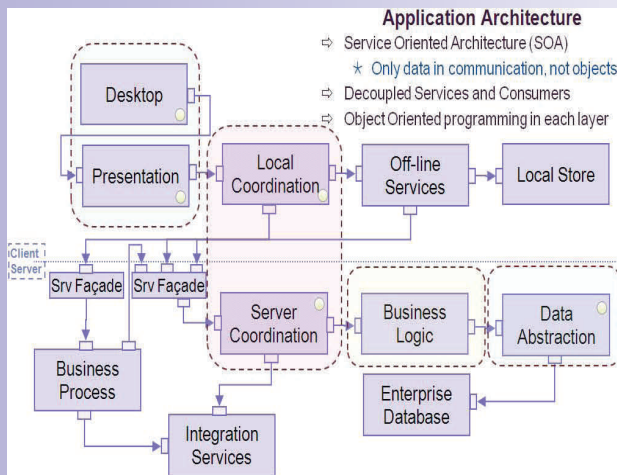 Application Architecture
⇨ Service Oriented Architecture (SOA)
* Only data in communication, not objects
⇨ Decoupled Services and Consumers
⇨ Object Oriented programming in each layer
Desktop
Presentation
Local
Coordination
Off-line
Services
Local Store
Client
Server
Srv Façade
Srv Façade
Server
Coordination
Business
Logic
Data
Abstraction
Business
Process
Enterprise
Database
Integration
Services